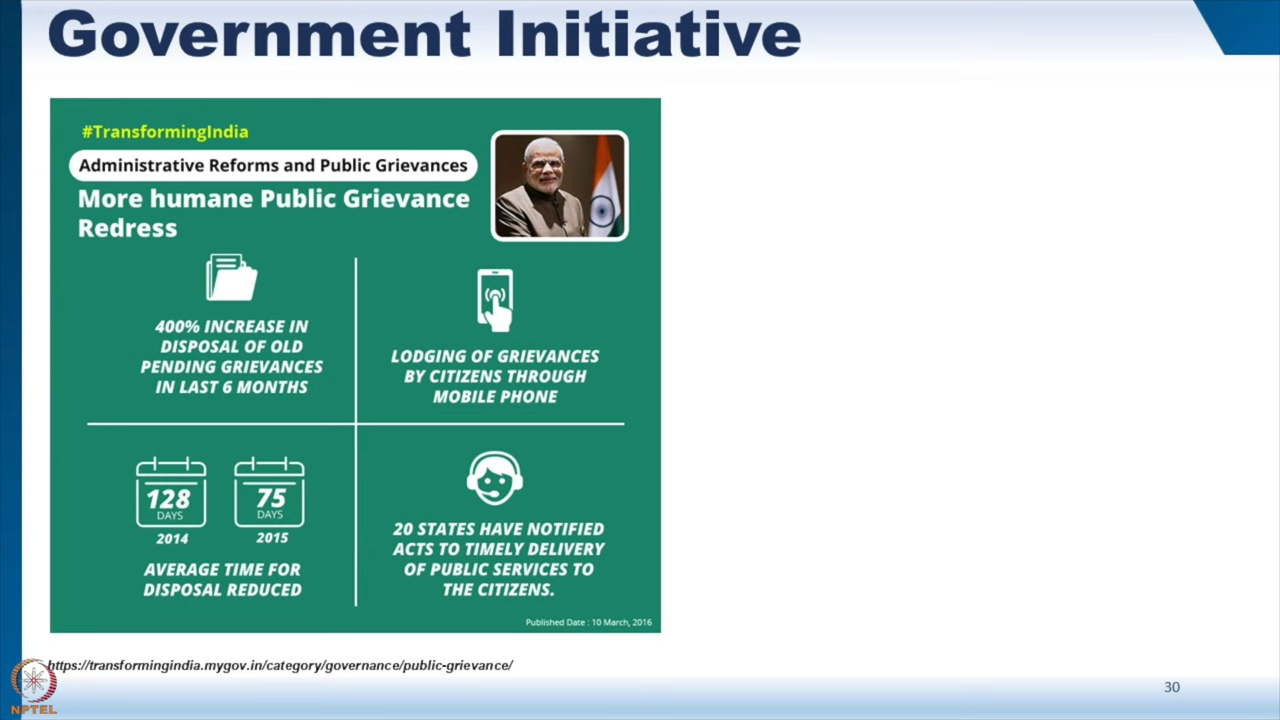 Government Initiative
#TransformingIndia
Administrative Reforms and Public Grievances
More humane Public Grievance
Redress
400% INCREASE IN
DISPOSAL OF OLD
PENDING GRIEVANCES
IN LAST 6 MONTHS
LODGING OF GRIEVANCES
BY CITIZENS THROUGH
MOBILE PHONE
128
DAYS
2014
75
DAYS
2015
AVERAGE TIME FOR
DISPOSAL REDUCED
20 STATES HAVE NOTIFIED
ACTS TO TIMELY DELIVERY
OF PUBLIC SERVICES TO
THE CITIZENS.
Published Date : 10 March, 2016
https://transformingindia.mygov.in/category/governance/public-grievance/
NPTEL
30